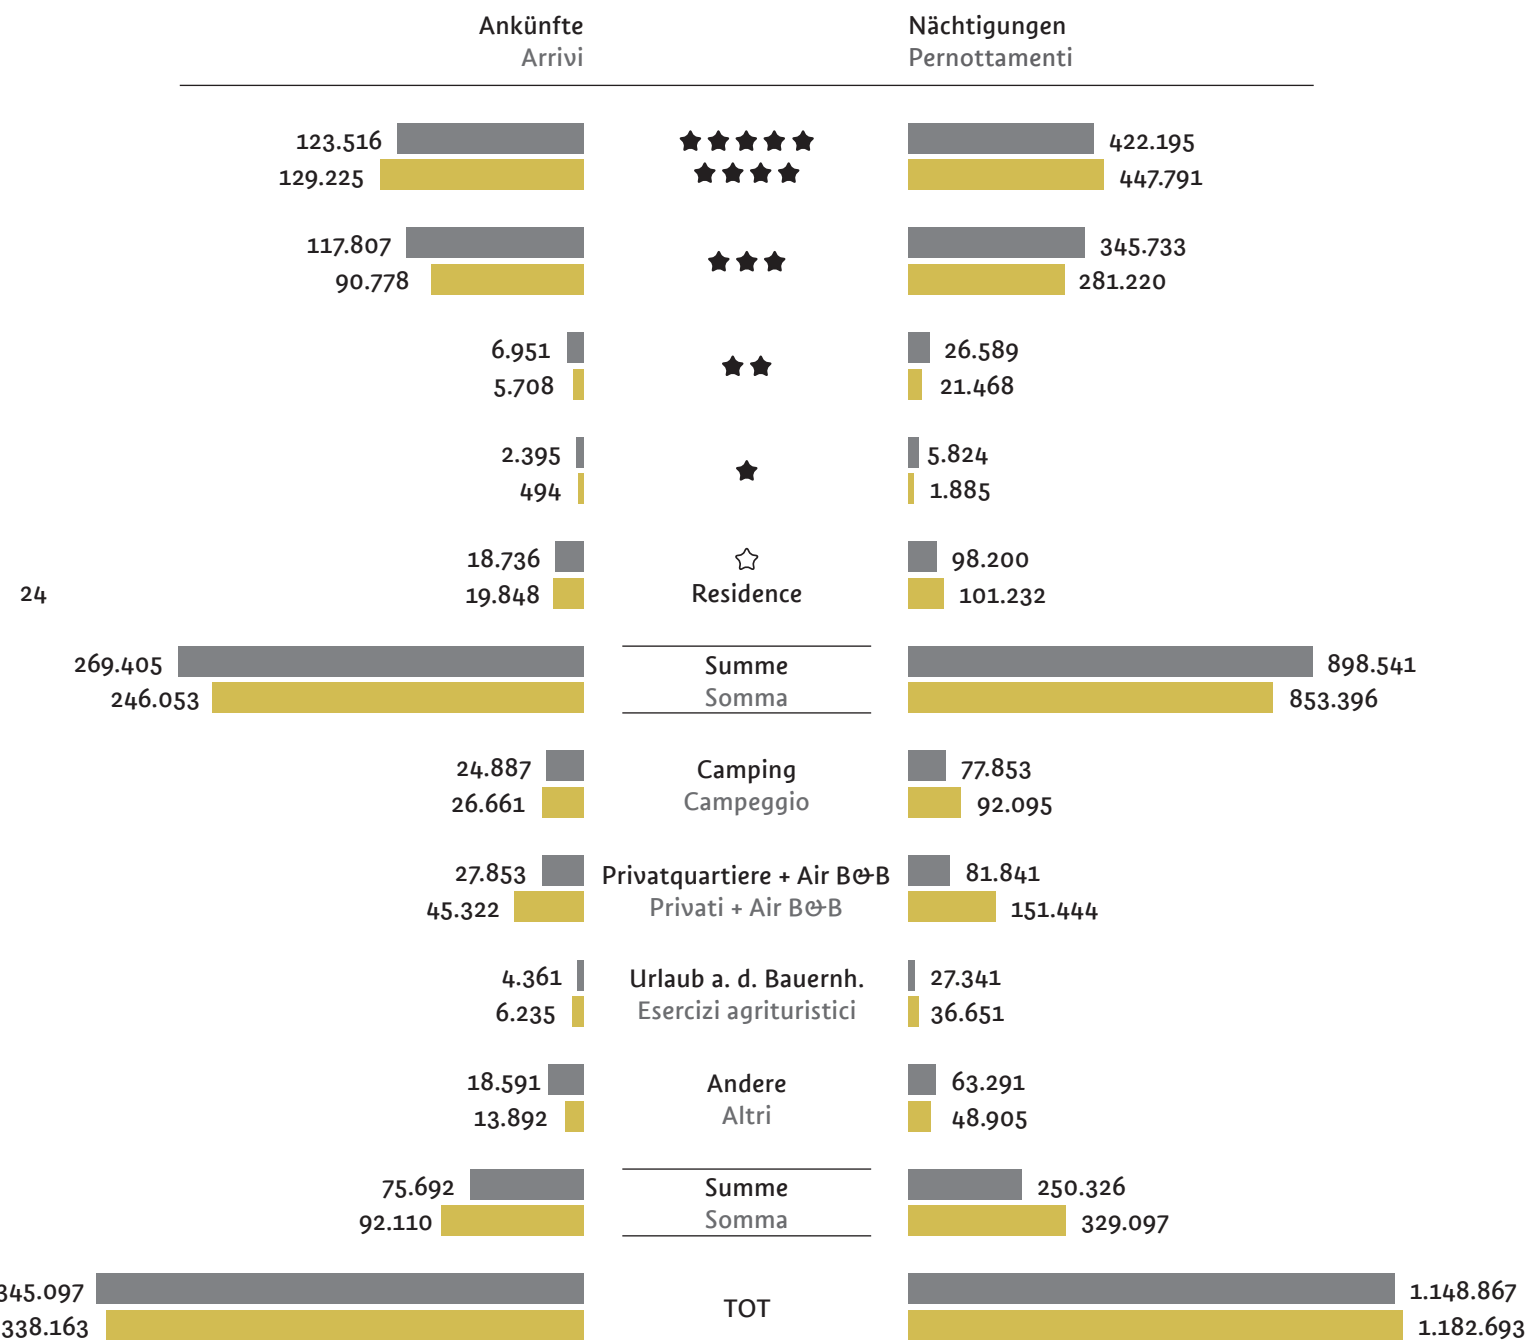 Ankünfte Nächtigungen
Arrivi Pernottamenti
123.516 422.195
129.225 447.791
117.807 345.733
90.778 281.220
6.951 26.589
5.708 21.468
2.395 5.824
494 1.885
18.736 98.200
24 19.848 Residence 101.232
269.405 Summe 898.541
246.053 Somma 853.396
24.887 Camping 77.853
26.661 Campeggio 92.095
27.853 Privatquartiere + Air B&B 81.841
45.322 Privati + Air B&B 151.444
4.361 Urlaub a. d. Bauernh. 27.341
6.235 Esercizi agrituristici 36.651
18.591 Andere 63.291
13.892 Altri 48.905
75.692 Summe 250.326
92.110 Somma 329.097
345.097 1.148.867
TOT
338.163 1.182.693